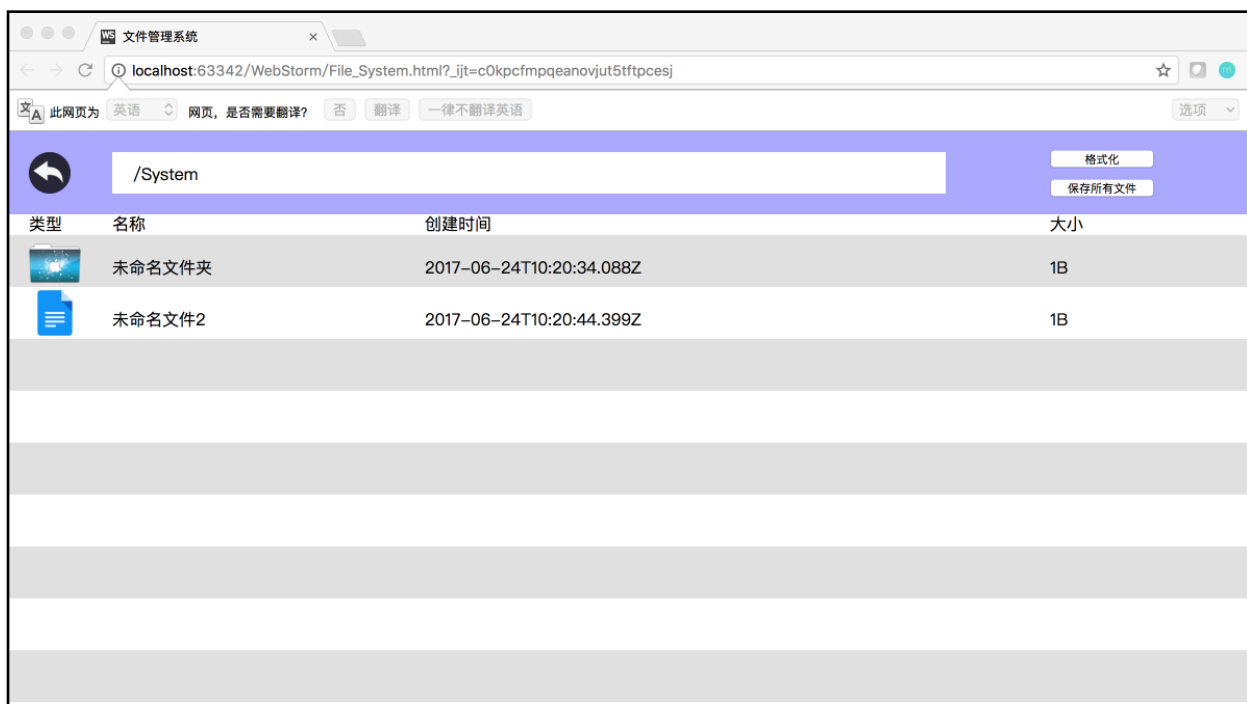 文件管理系统
localhost:63342/WebStorm/File_System.html?_ijt=c0kpcfmpqeanovjut5tftpcesj
此网页为 英语 网页，是否需要翻译? 否 翻译 一律不翻译英语 选项
/System
格式化
保存所有文件
类型 名称 创建时间 大小
未命名文件夹 2017-06-24T10:20:34.088Z 1B
未命名文件2 2017-06-24T10:20:44.399Z 1B